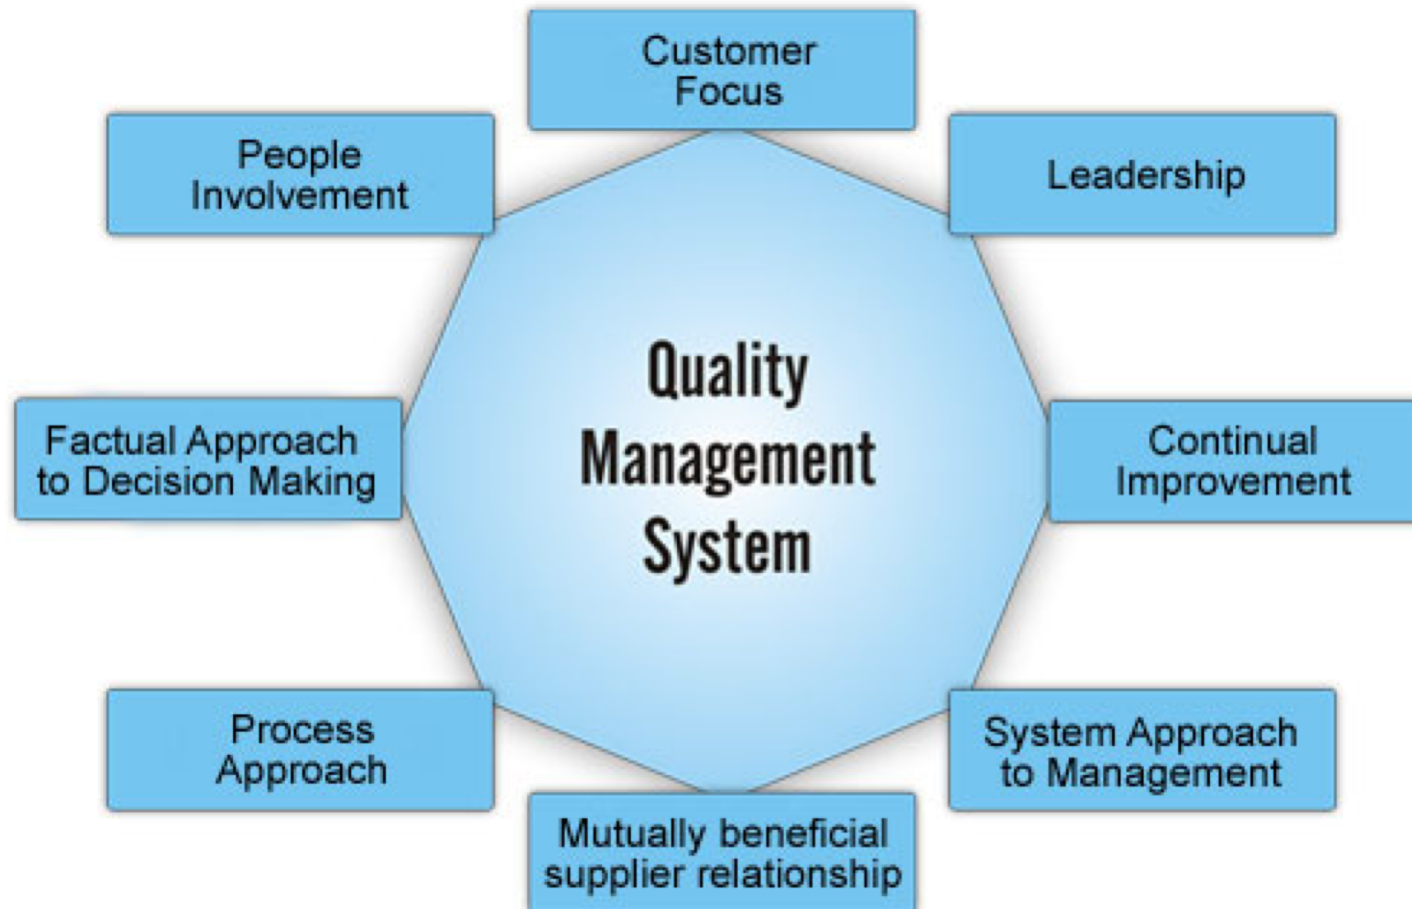 Customer
Focus
People
Involvement
Leadership
Quality
Management
System
Factual Approach
to Decision Making
Continual
Improvement
Process
Approach
System Approach
to Management
Mutually beneficial
supplier relationship